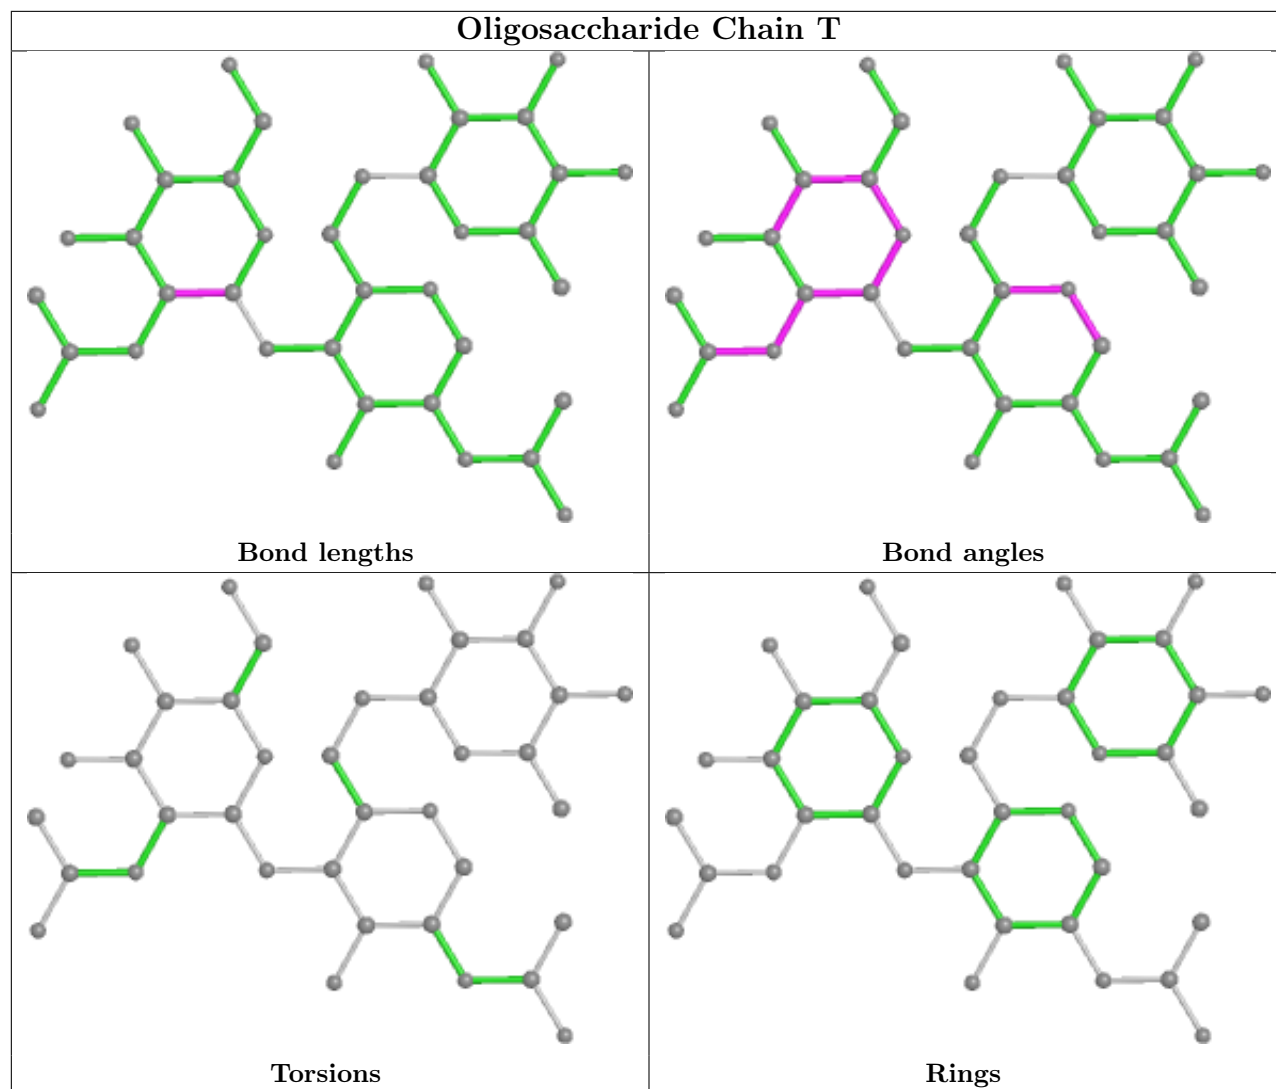 Oligosaccharide Chain T
Bond lengths
Bond angles
Torsions
Rings